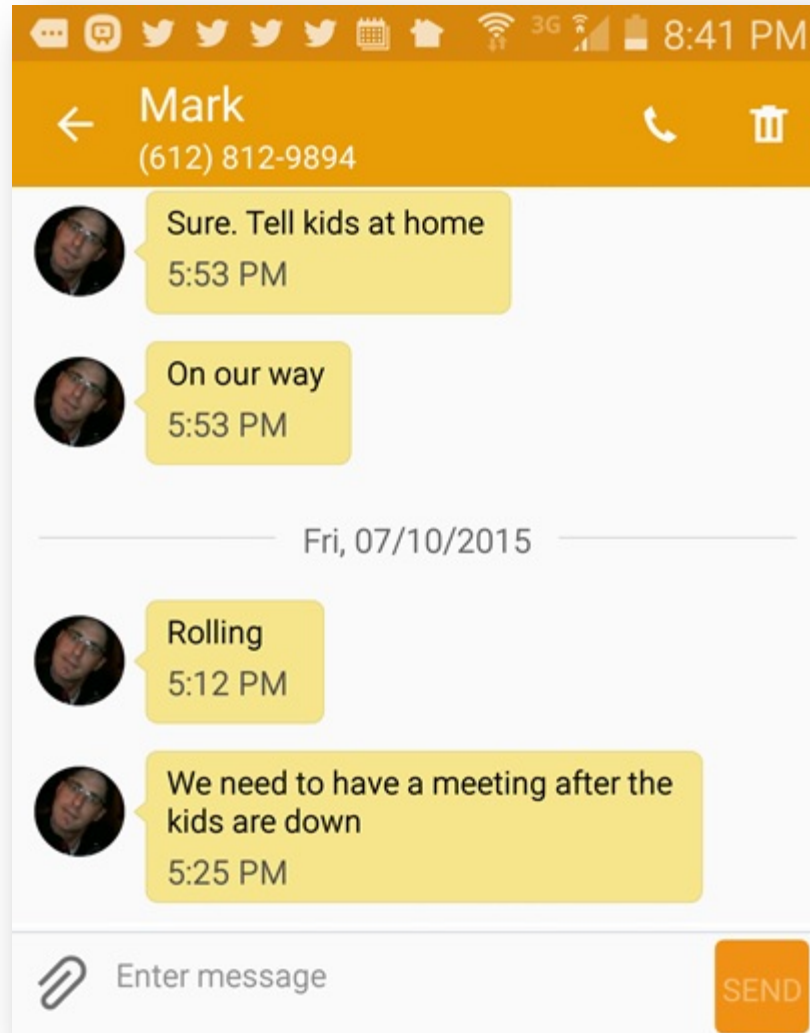 3G 8:41 PM
Mark
(612) 812-9894
Sure. Tell kids at home
5:53 PM
On our way
5:53 PM
Fri, 07/10/2015
Rolling
5:12 PM
We need to have a meeting after the
kids are down
5:25 PM
Enter message
SEND